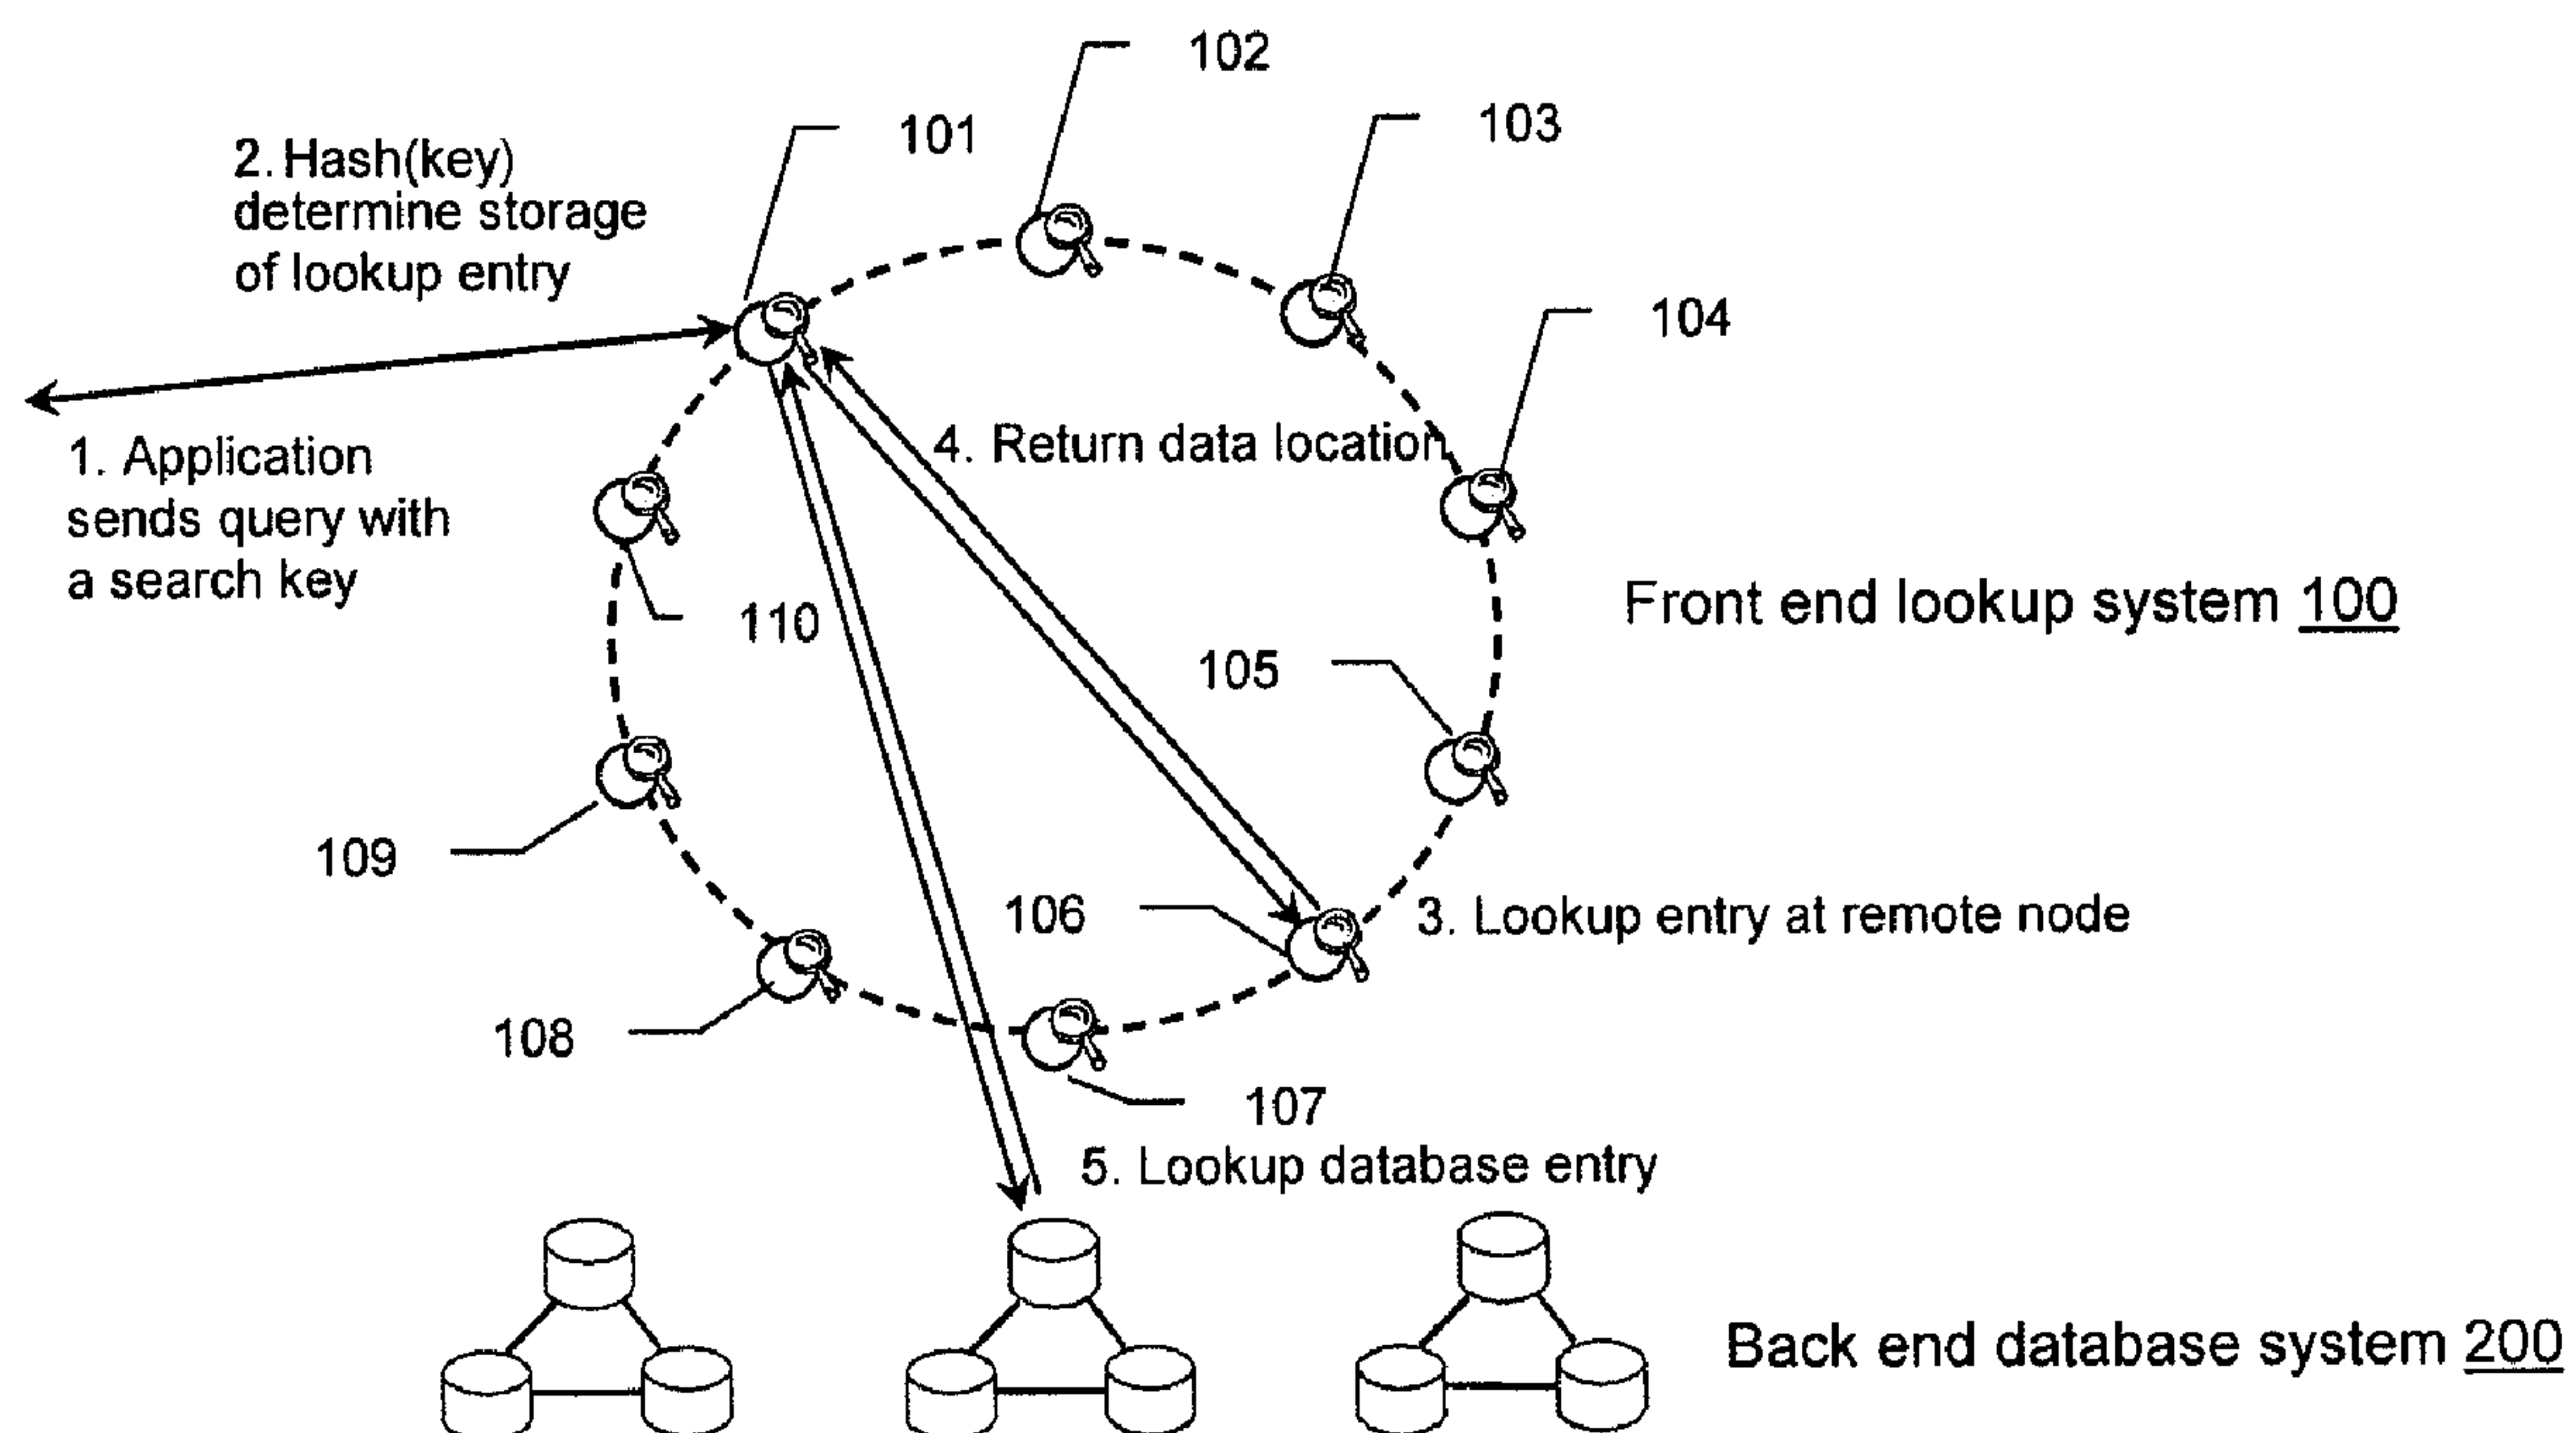 102
103
101
2. Hash(key)
determine storage
of lookup entry
104
4. Return data location
1. Application
sends query with
a search key
110
Front end lookup system 100
105
109
106
3. Lookup entry at remote node
108
107
5. Lookup database entry
Back end database system 200